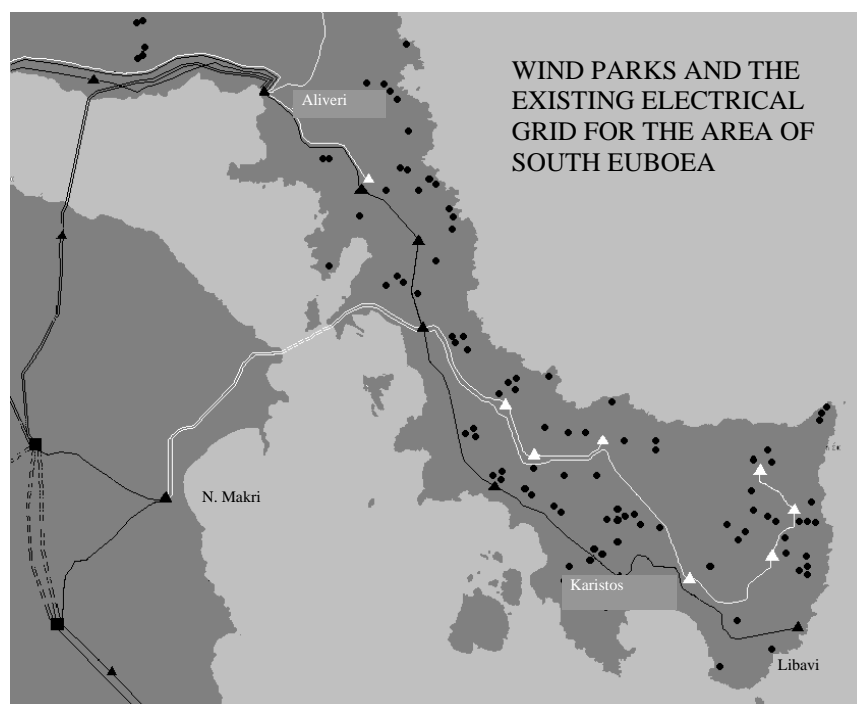 WIND PARKS AND THE
EXISTING ELECTRICAL
GRID FOR THE AREA OF
SOUTH EUBOEA
Aliveri
N. Makri
Karistos
Libavi